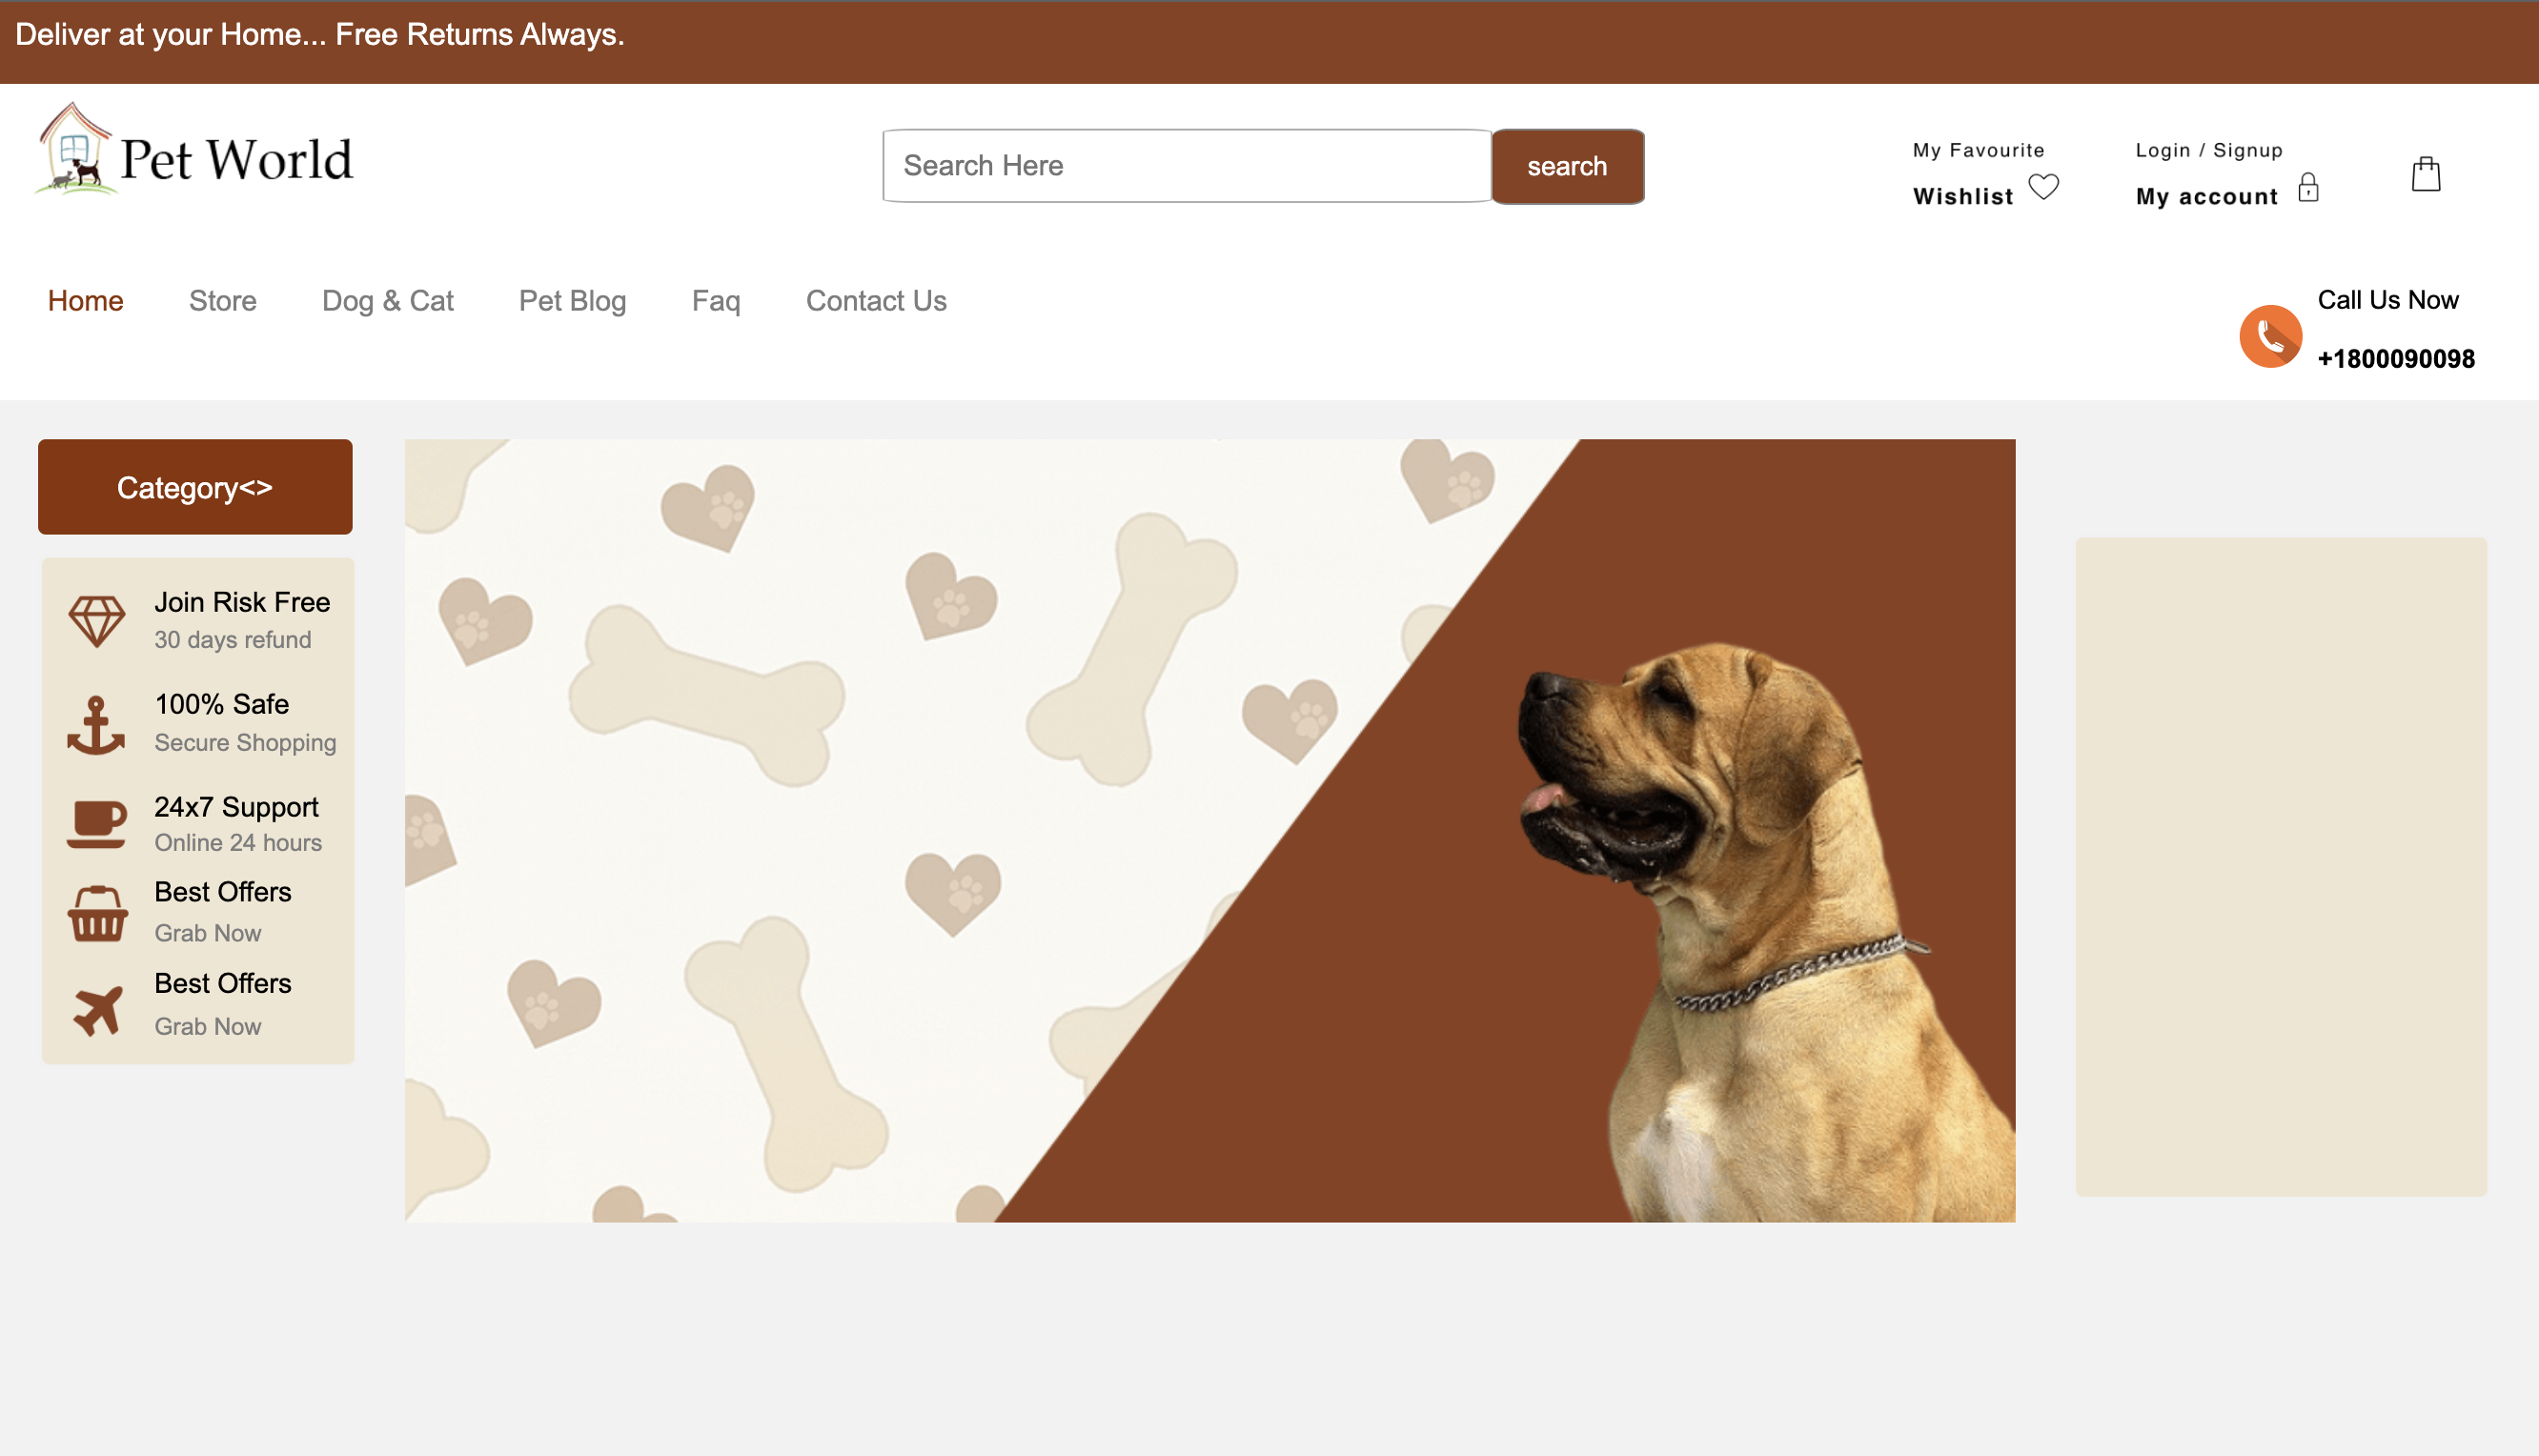 Deliver at your Home... Free Returns Always.
Pet World
Search Here
search
My Favourite
Wishlist
Login / Signup
My account
Home
Store
Dog & Cat
Pet Blog
Faq
Contact Us
Call Us Now
+1800090098
Category<>
Join Risk Free
30 days refund
100% Safe
Secure Shopping
24x7 Support
Online 24 hours
Best Offers
Grab Now
Best Offers
Grab Now